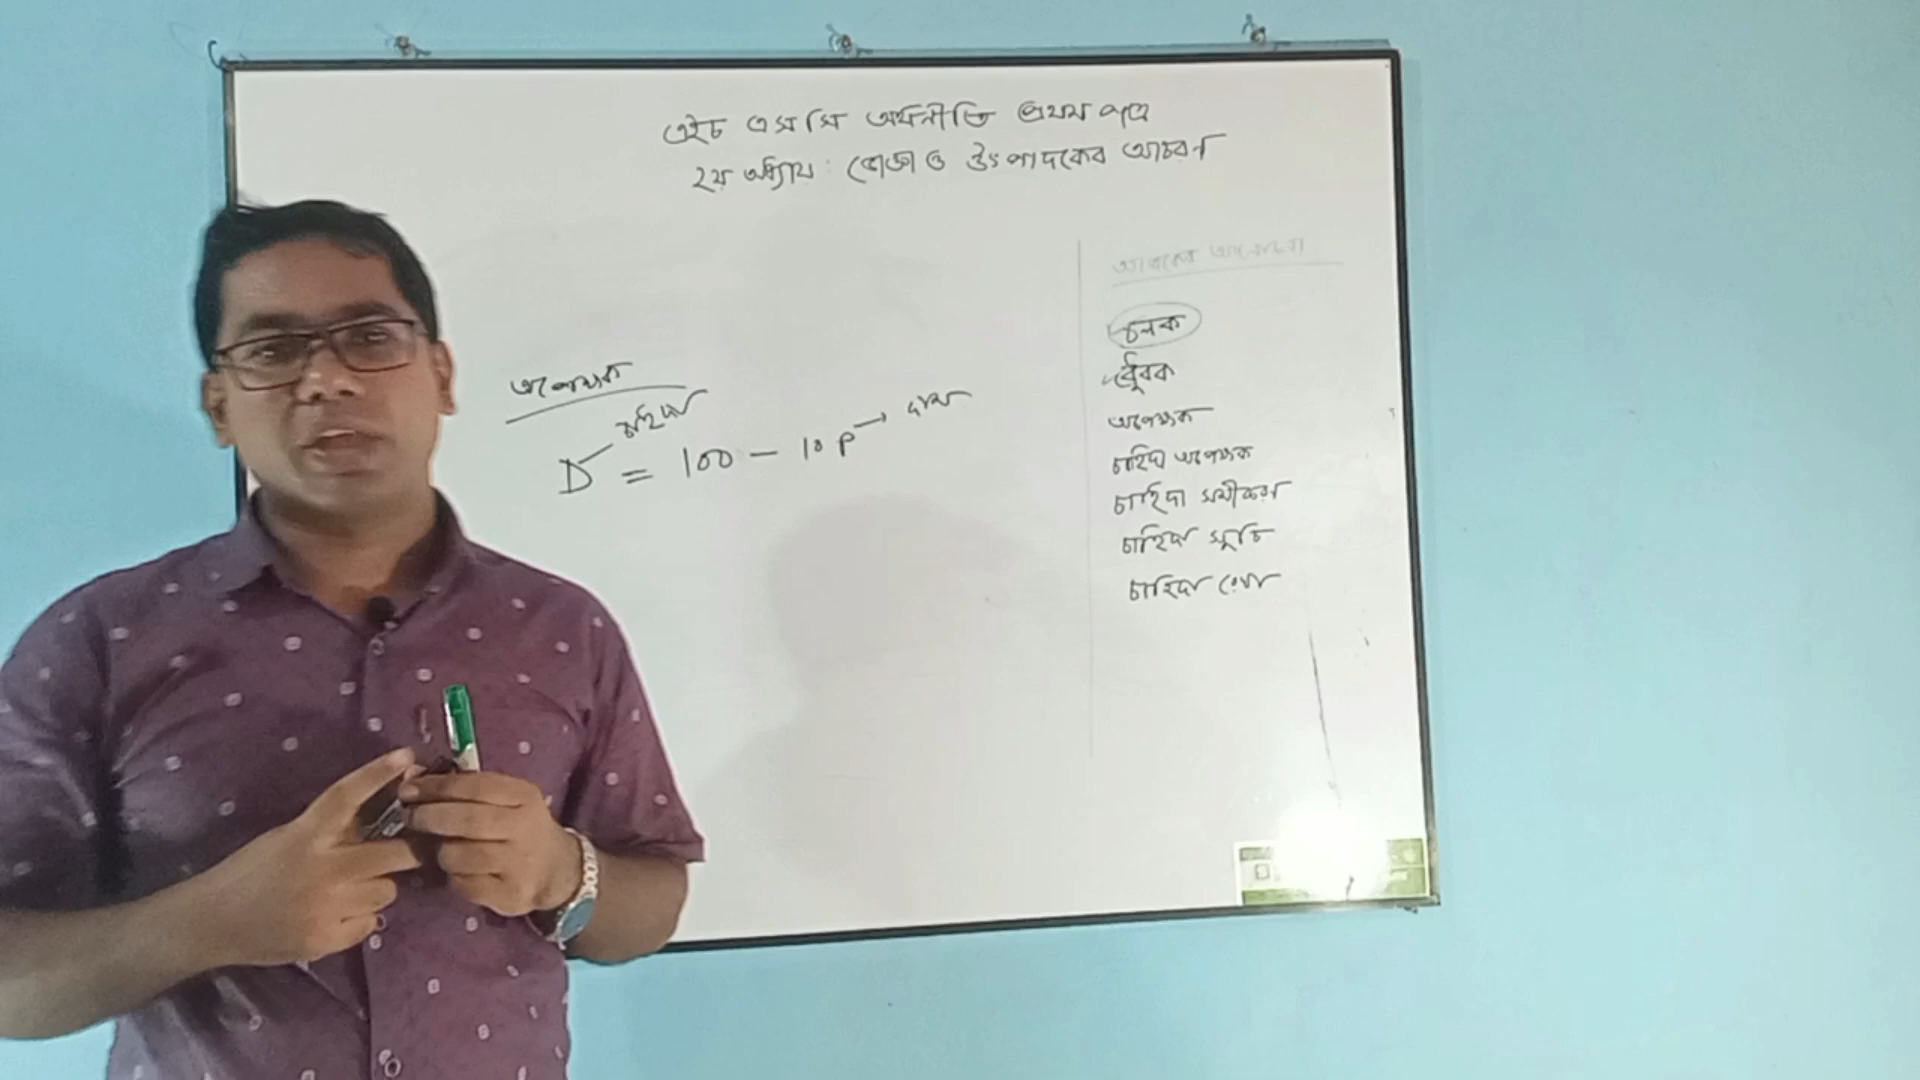 এইচ এস সি অর্থনীতি প্রথম পত্র
২য় অধ্যায় : ভোক্তা ও উৎপাদকের আচরণ
অপেক্ষক
চাহিদা
D = 100 - 10 P → দাম
আজকের আলোচনা
চলক
ধ্রুবক
অপেক্ষক
চাহিদা অপেক্ষক
চাহিদা সমীকরণ
চাহিদা সূচি
চাহিদা রেখা